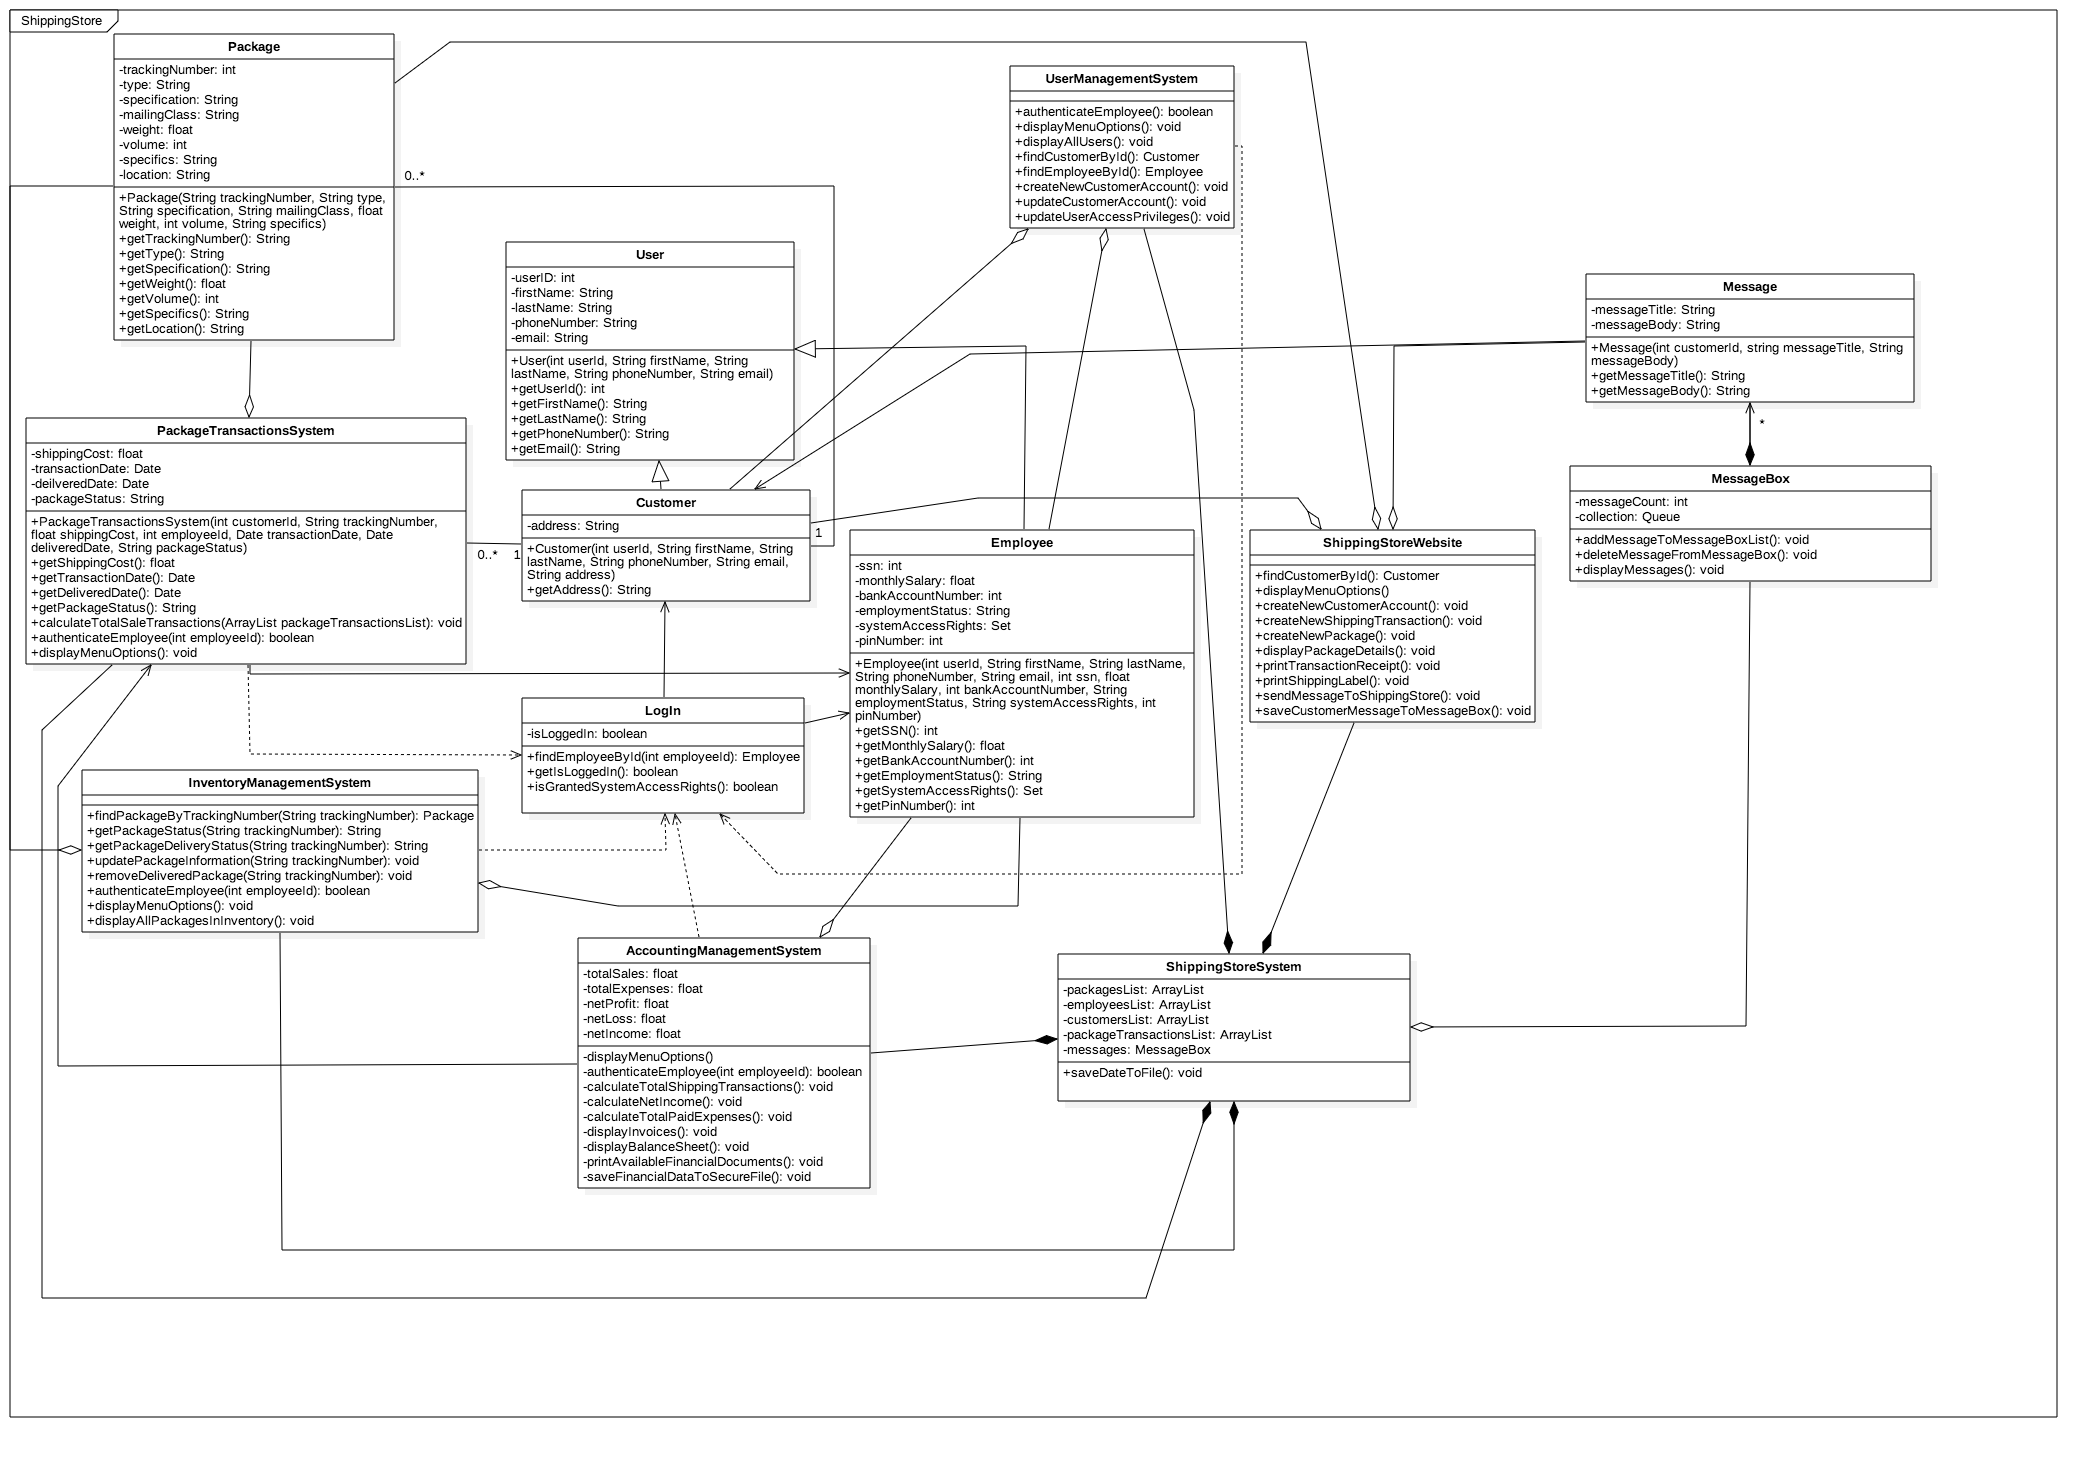 ShippingStore
Package
-trackingNumber: int
-type: String
-specification: String
-mailingClass: String
-weight: float
-volume: int
-specifics: String
-location: String
+Package(String trackingNumber, String type,
String specification, String mailingClass, float
weight, int volume, String specifics)
+getTrackingNumber(): String
+getType(): String
+getSpecification(): String
+getWeight(): float
+getVolume(): int
+getSpecifics(): String
+getLocation(): String
0..*
UserManagementSystem
+authenticateEmployee(): boolean
+displayMenuOptions(): void
+displayAllUsers(): void
+findCustomerById(): Customer
+findEmployeeById(): Employee
+createNewCustomerAccount(): void
+updateCustomerAccount(): void
+updateUserAccessPrivileges(): void
User
-userID: int
-firstName: String
-lastName: String
-phoneNumber: String
-email: String
+User(int userId, String firstName, String
lastName, String phoneNumber, String email)
+getUserId(): int
+getFirstName(): String
+getLastName(): String
+getPhoneNumber(): String
+getEmail(): String
Message
-messageTitle: String
-messageBody: String
+Message(int customerId, string messageTitle, String
messageBody)
+getMessageTitle(): String
+getMessageBody(): String
*
PackageTransactionsSystem
-shippingCost: float
-transactionDate: Date
-deilveredDate: Date
-packageStatus: String
+PackageTransactionsSystem(int customerId, String trackingNumber,
float shippingCost, int employeeId, Date transactionDate, Date
deliveredDate, String packageStatus)
+getShippingCost(): float
+getTransactionDate(): Date
+getDeliveredDate(): Date
+getPackageStatus(): String
+calculateTotalSaleTransactions(ArrayList packageTransactionsList): void
+authenticateEmployee(int employeeId): boolean
+displayMenuOptions(): void
0..*
1
Customer
-address: String
+Customer(int userId, String firstName, String
lastName, String phoneNumber, String email,
String address)
+getAddress(): String
1
Employee
-ssn: int
-monthlySalary: float
-bankAccountNumber: int
-employmentStatus: String
-systemAccessRights: Set
-pinNumber: int
+Employee(int userId, String firstName, String lastName,
String phoneNumber, String email, int ssn, float
monthlySalary, int bankAccountNumber, String
employmentStatus, String systemAccessRights, int
pinNumber)
+getSSN(): int
+getMonthlySalary(): float
+getBankAccountNumber(): int
+getEmploymentStatus(): String
+getSystemAccessRights(): Set
+getPinNumber(): int
ShippingStoreWebsite
+findCustomerById(): Customer
+displayMenuOptions()
+createNewCustomerAccount(): void
+createNewShippingTransaction(): void
+createNewPackage(): void
+displayPackageDetails(): void
+printTransactionReceipt(): void
+printShippingLabel(): void
+sendMessageToShippingStore(): void
+saveCustomerMessageToMessageBox(): void
MessageBox
-messageCount: int
-collection: Queue
+addMessageToMessageBoxList(): void
+deleteMessageFromMessageBox(): void
+displayMessages(): void
LogIn
-isLoggedIn: boolean
+findEmployeeById(int employeeId): Employee
+getIsLoggedIn(): boolean
+isGrantedSystemAccessRights(): boolean
InventoryManagementSystem
+findPackageByTrackingNumber(String trackingNumber): Package
+getPackageStatus(String trackingNumber): String
+getPackageDeliveryStatus(String trackingNumber): String
+updatePackageInformation(String trackingNumber): void
+removeDeliveredPackage(String trackingNumber): void
+authenticateEmployee(int employeeId): boolean
+displayMenuOptions(): void
+displayAllPackagesInInventory(): void
AccountingManagementSystem
-totalSales: float
-totalExpenses: float
-netProfit: float
-netLoss: float
-netIncome: float
-displayMenuOptions()
-authenticateEmployee(int employeeId): boolean
-calculateTotalShippingTransactions(): void
-calculateNetIncome(): void
-calculateTotalPaidExpenses(): void
-displayInvoices(): void
-displayBalanceSheet(): void
-printAvailableFinancialDocuments(): void
-saveFinancialDataToSecureFile(): void
ShippingStoreSystem
-packagesList: ArrayList
-employeesList: ArrayList
-customersList: ArrayList
-packageTransactionsList: ArrayList
-messages: MessageBox
+saveDateToFile(): void